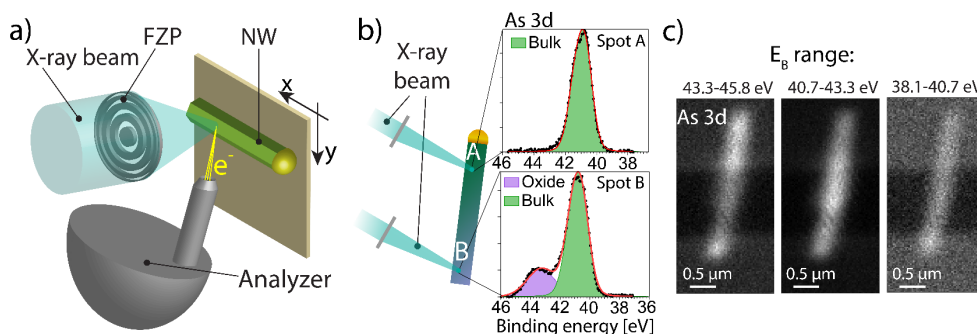 a)
FZP
X-ray beam
NW
x
y
e-
Analyzer
b)
X-ray
beam
A
B
As 3d
Bulk
Spot A
46 44 42 40 38
Oxide
Bulk
Spot B
46 44 42 40 38 36
Binding energy [eV]
c)
E_B range:
43.3-45.8 eV
40.7-43.3 eV
38.1-40.7 eV
As 3d
0.5 µm
0.5 µm
0.5 µm